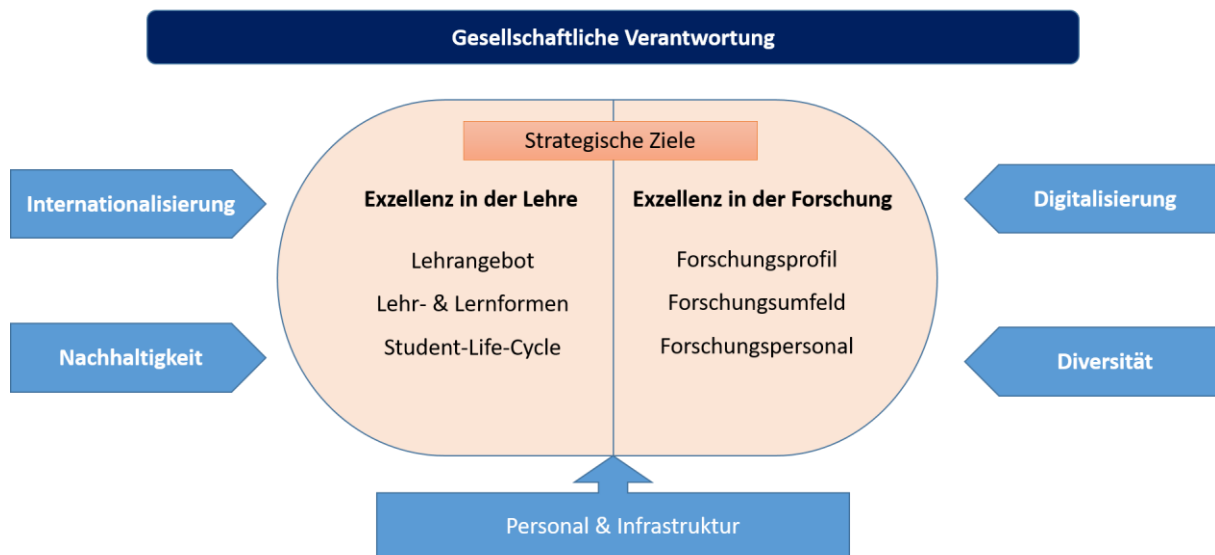 Gesellschaftliche Verantwortung
Strategische Ziele
Internationalisierung
Exzellenz in der Lehre
Exzellenz in der Forschung
Digitalisierung
Lehrangebot
Forschungsprofil
Lehr- & Lernformen
Forschungsumfeld
Nachhaltigkeit
Student-Life-Cycle
Forschungspersonal
Diversität
Personal & Infrastruktur